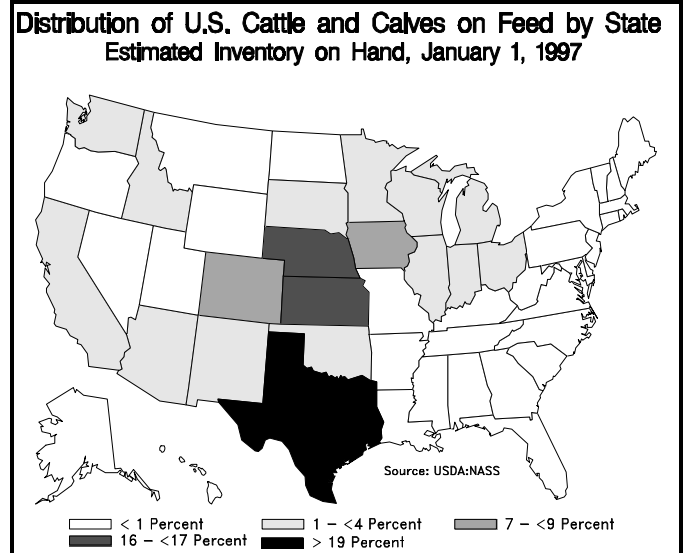 Distribution of U.S. Cattle and Calves on Feed by State
Estimated Inventory on Hand, January 1, 1997
Source: USDA:NASS
< 1 Percent
1 – <4 Percent
7 – <9 Percent
16 – <17 Percent
> 19 Percent